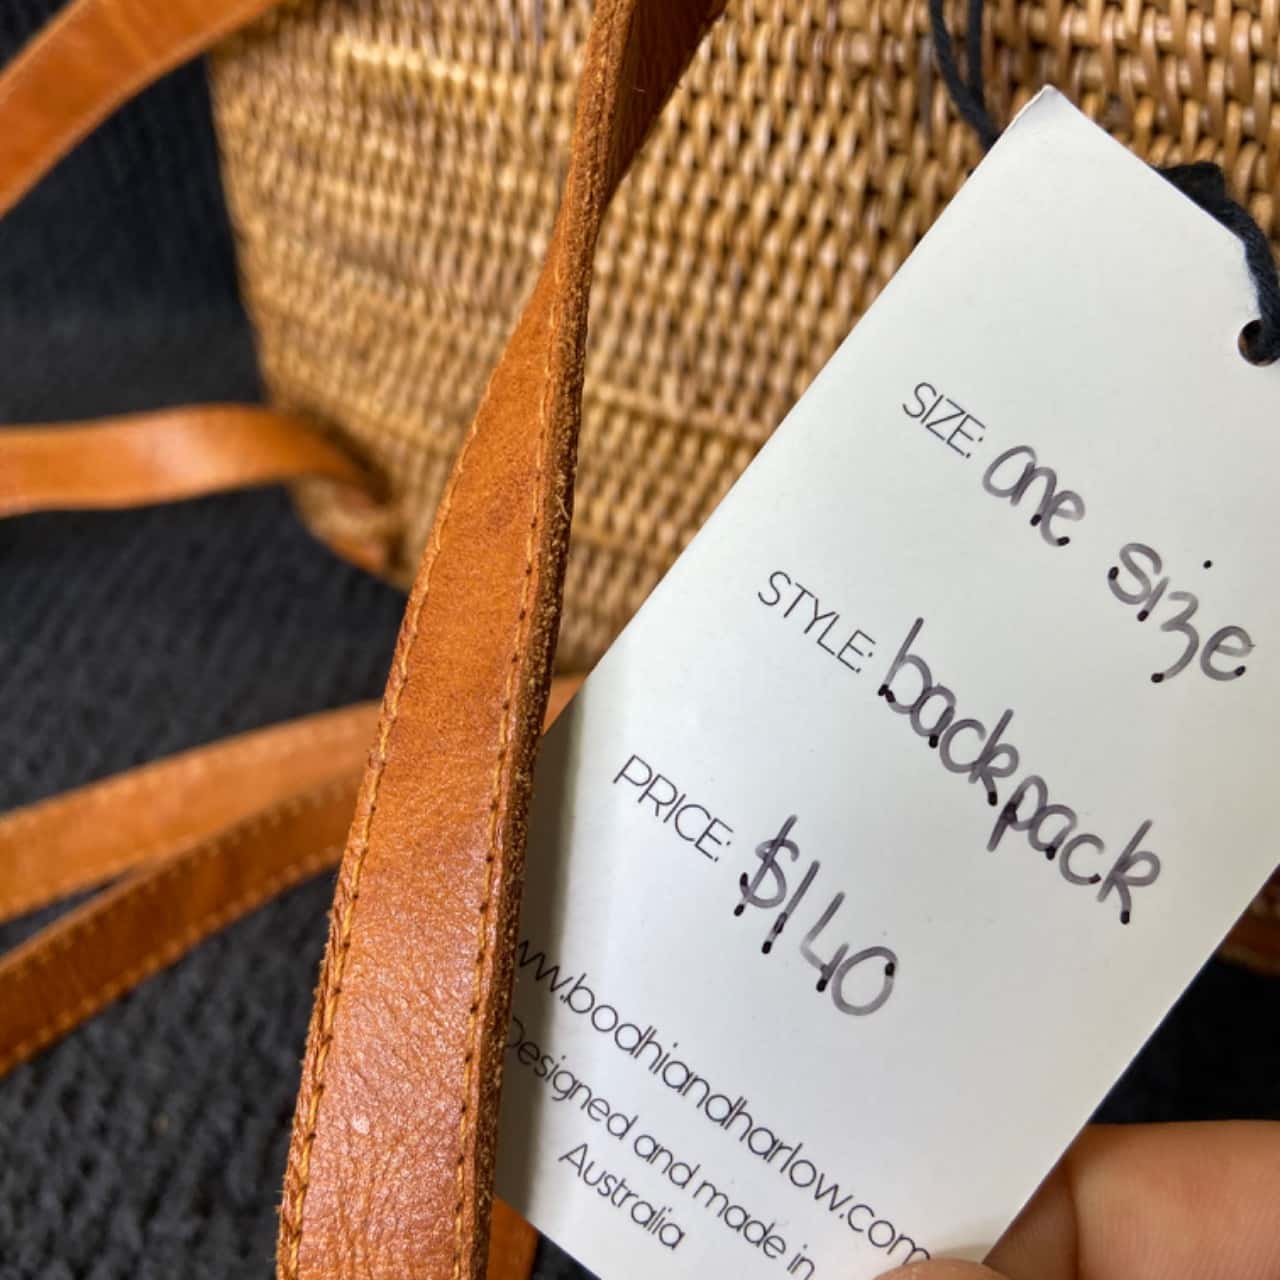 SIZE: one size
STYLE: backpack
PRICE: $140
www.bodhiandharlow.com
Designed and made in
Australia